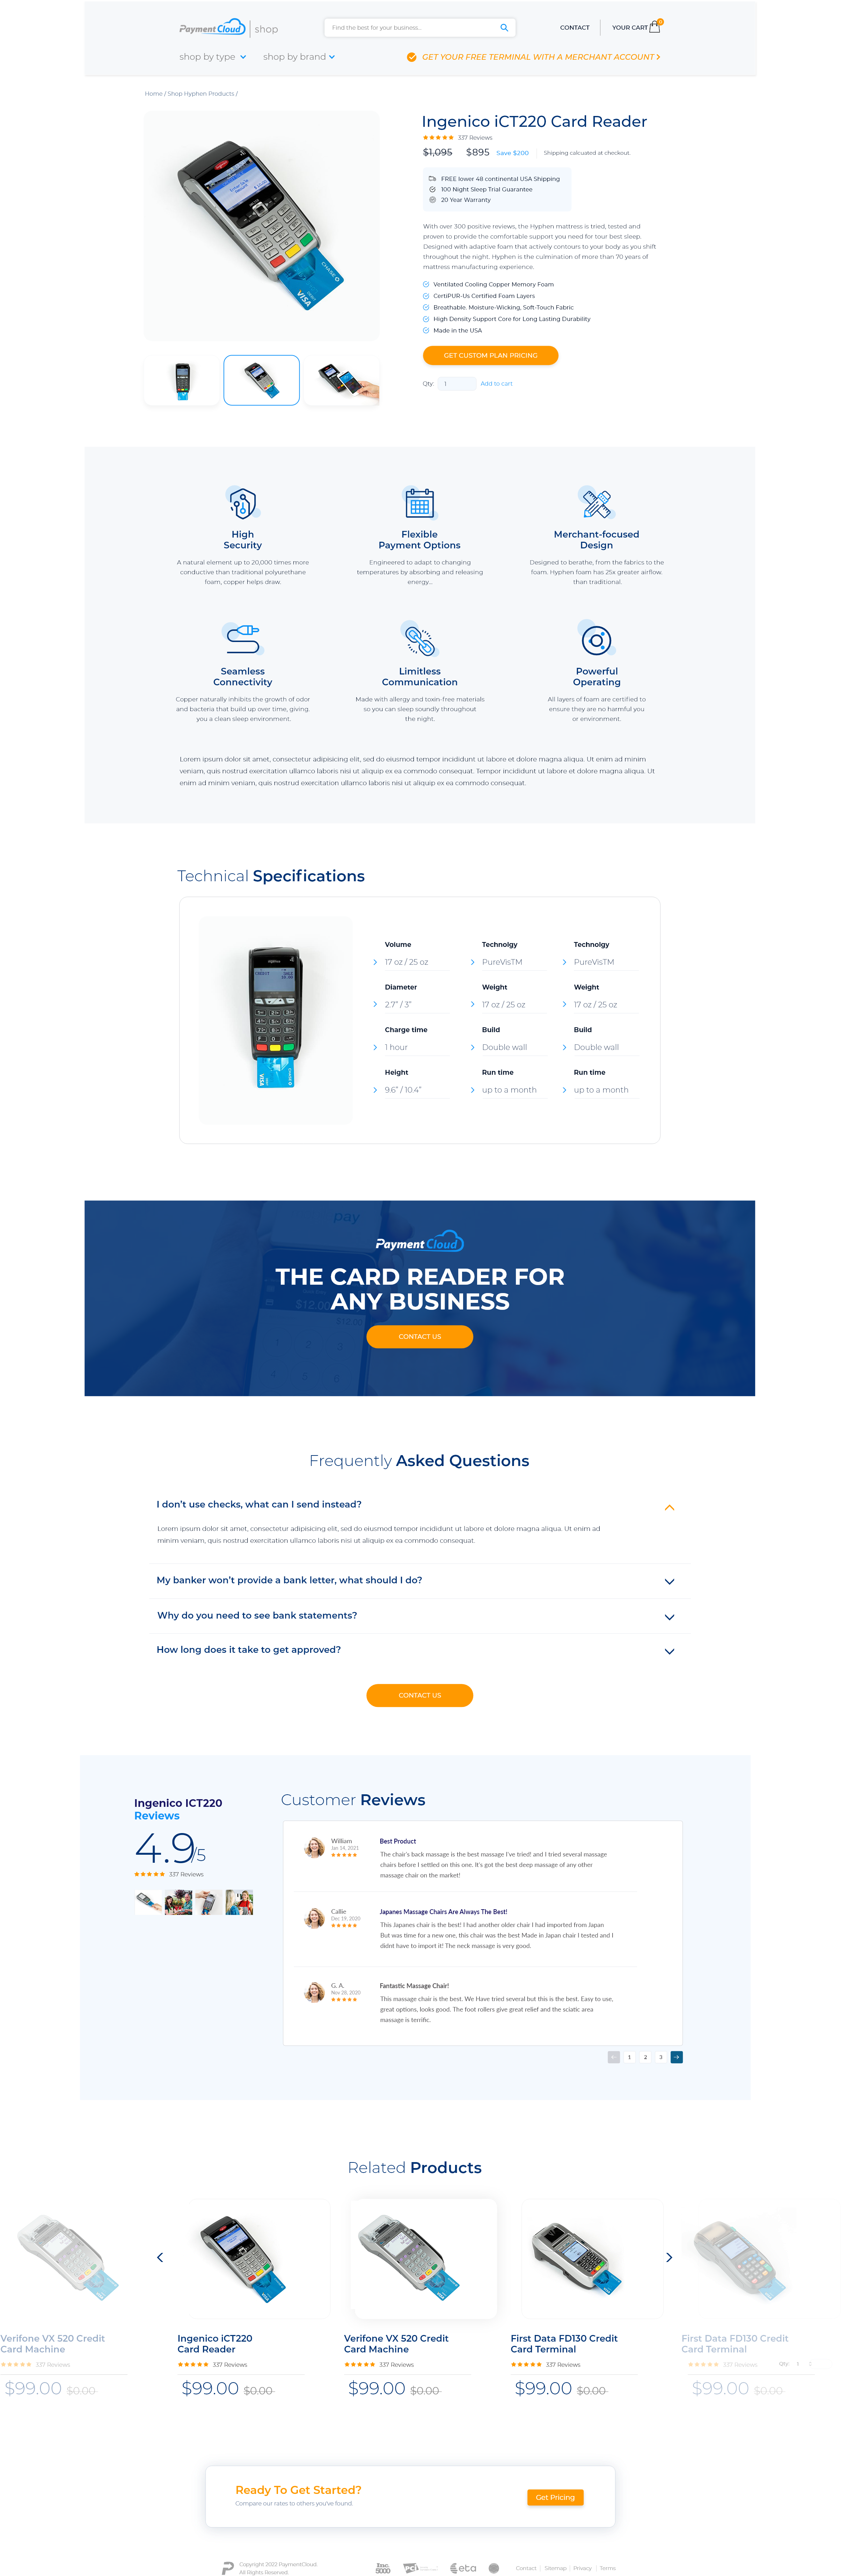 PaymentCloud
shop
Find the best for your business...
CONTACT
YOUR CART
shop by type
shop by brand
GET YOUR FREE TERMINAL WITH A MERCHANT ACCOUNT
Home / Shop Hyphen Products /
Ingenico iCT220 Card Reader
337 Reviews
$1,095 $895 Save $200 Shipping calcuated at checkout.
FREE lower 48 continental USA Shipping
100 Night Sleep Trial Guarantee
20 Year Warranty
With over 300 positive reviews, the Hyphen mattress is tried, tested and
proven to provide the comfortable support you need for tour best sleep.
Designed with adaptive foam that actively contours to your body as you shift
throughout the night. Hyphen is the culmination of more than 70 years of
mattress manufacturing experience.
Ventilated Cooling Copper Memory Foam
CertiPUR-Us Certified Foam Layers
Breathable. Moisture-Wicking, Soft-Touch Fabric
High Density Support Core for Long Lasting Durability
Made in the USA
GET CUSTOM PLAN PRICING
Qty: 1 Add to cart
CHASE
VISA
High
Security
A natural element up to 20,000 times more
conductive than traditional polyurethane
foam, copper helps draw.
Flexible
Payment Options
Engineered to adapt to changing
temperatures by absorbing and releasing
energy...
Merchant-focused
Design
Designed to berathe, from the fabrics to the
foam. Hyphen foam has 25x greater airflow.
than traditional.
Seamless
Connectivity
Copper naturally inhibits the growth of odor
and bacteria that build up over time, giving.
you a clean sleep environment.
Limitless
Communication
Made with allergy and toxin-free materials
so you can sleep soundly throughout
the night.
Powerful
Operating
All layers of foam are certified to
ensure they are no harmful you
or environment.
Lorem ipsum dolor sit amet, consectetur adipisicing elit, sed do eiusmod tempor incididunt ut labore et dolore magna aliqua. Ut enim ad minim
veniam, quis nostrud exercitation ullamco laboris nisi ut aliquip ex ea commodo consequat. Tempor incididunt ut labore et dolore magna aliqua. Ut
enim ad minim veniam, quis nostrud exercitation ullamco laboris nisi ut aliquip ex ea commodo consequat.
Technical Specifications
VISA
CHASE
Volume
17 oz / 25 oz
Diameter
2.7” / 3”
Charge time
1 hour
Height
9.6” / 10.4”
Technolgy
PureVisTM
Weight
17 oz / 25 oz
Build
Double wall
Run time
up to a month
Technolgy
PureVisTM
Weight
17 oz / 25 oz
Build
Double wall
Run time
up to a month
pay
PaymentCloud
THE CARD READER FOR
ANY BUSINESS
$12.00
CONTACT US
Frequently Asked Questions
I don’t use checks, what can I send instead?
Lorem ipsum dolor sit amet, consectetur adipisicing elit, sed do eiusmod tempor incididunt ut labore et dolore magna aliqua. Ut enim ad
minim veniam, quis nostrud exercitation ullamco laboris nisi ut aliquip ex ea commodo consequat.
My banker won’t provide a bank letter, what should I do?
Why do you need to see bank statements?
How long does it take to get approved?
CONTACT US
Ingenico ICT220
Reviews
4.9/5
337 Reviews
Customer Reviews
William
Jan 14, 2021
Best Product
The chair's back massage is the best massage I've tried! and I tried several massage
chairs before I settled on this one. It's got the best deep massage of any other
massage chair on the market!
Callie
Dec 19, 2020
Japanes Massage Chairs Are Always The Best!
This Japanes chair is the best! I had another older chair I had imported from Japan
But was time for a new one, this chair was the best Made in Japan chair I tested and I
didnt have to import it! The neck massage is very good.
G. A.
Nov 28, 2020
Fantastic Massage Chair!
This massage chair is the best. We Have tried several but this is the best. Easy to use,
great options, looks good. The foot rollers give great relief and the sciatic area
massage is terrific.
1 2 3
Related Products
Verifone VX 520 Credit
Card Machine
337 Reviews
$99.00 $0.00
Ingenico iCT220
Card Reader
337 Reviews
$99.00 $0.00
Verifone VX 520 Credit
Card Machine
337 Reviews
$99.00 $0.00
First Data FD130 Credit
Card Terminal
337 Reviews
$99.00 $0.00
First Data FD130 Credit
Card Terminal
337 Reviews
Qty: 1
$99.00 $0.00
Ready To Get Started?
Compare our rates to others you've found.
Get Pricing
Copyright 2022 PaymentCloud.
All Rights Reserved.
Inc.
5000
eta
Contact | Sitemap | Privacy | Terms